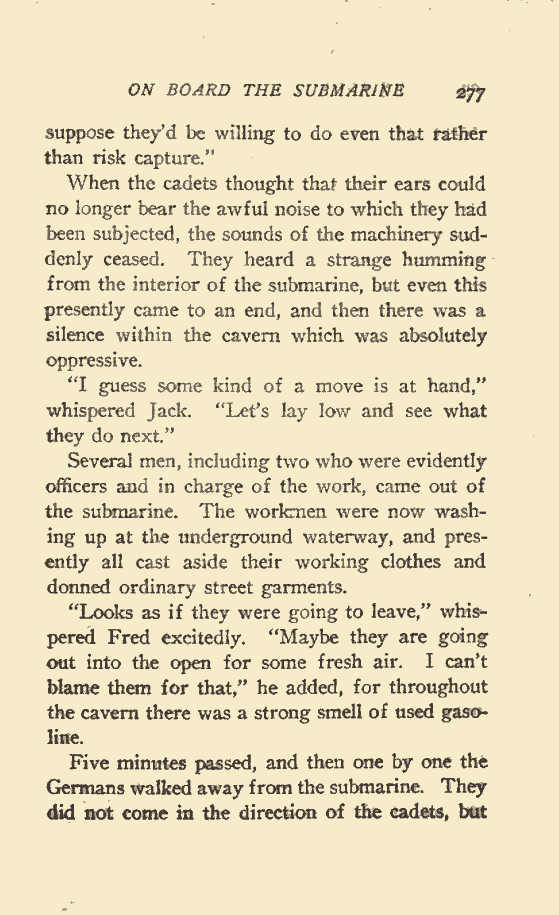 ON BOARD THE SUBMARINE 277
suppose they'd be willing to do even that rather
than risk capture."
When the cadets thought that their ears could
no longer bear the awful noise to which they had
been subjected, the sounds of the machinery sud-
denly ceased. They heard a strange humming
from the interior of the submarine, but even this
presently came to an end, and then there was a
silence within the cavern which was absolutely
oppressive.
"I guess some kind of a move is at hand,"
whispered Jack. "Let's lay low and see what
they do next."
Several men, including two who were evidently
officers and in charge of the work, came out of
the submarine. The workmen were now wash-
ing up at the underground waterway, and pres-
ently all cast aside their working clothes and
donned ordinary street garments.
"Looks as if they were going to leave," whis-
pered Fred excitedly. "Maybe they are going
out into the open for some fresh air. I can't
blame them for that," he added, for throughout
the cavern there was a strong smell of used gaso-
line.
Five minutes passed, and then one by one the
Germans walked away from the submarine. They
did not come in the direction of the cadets, but